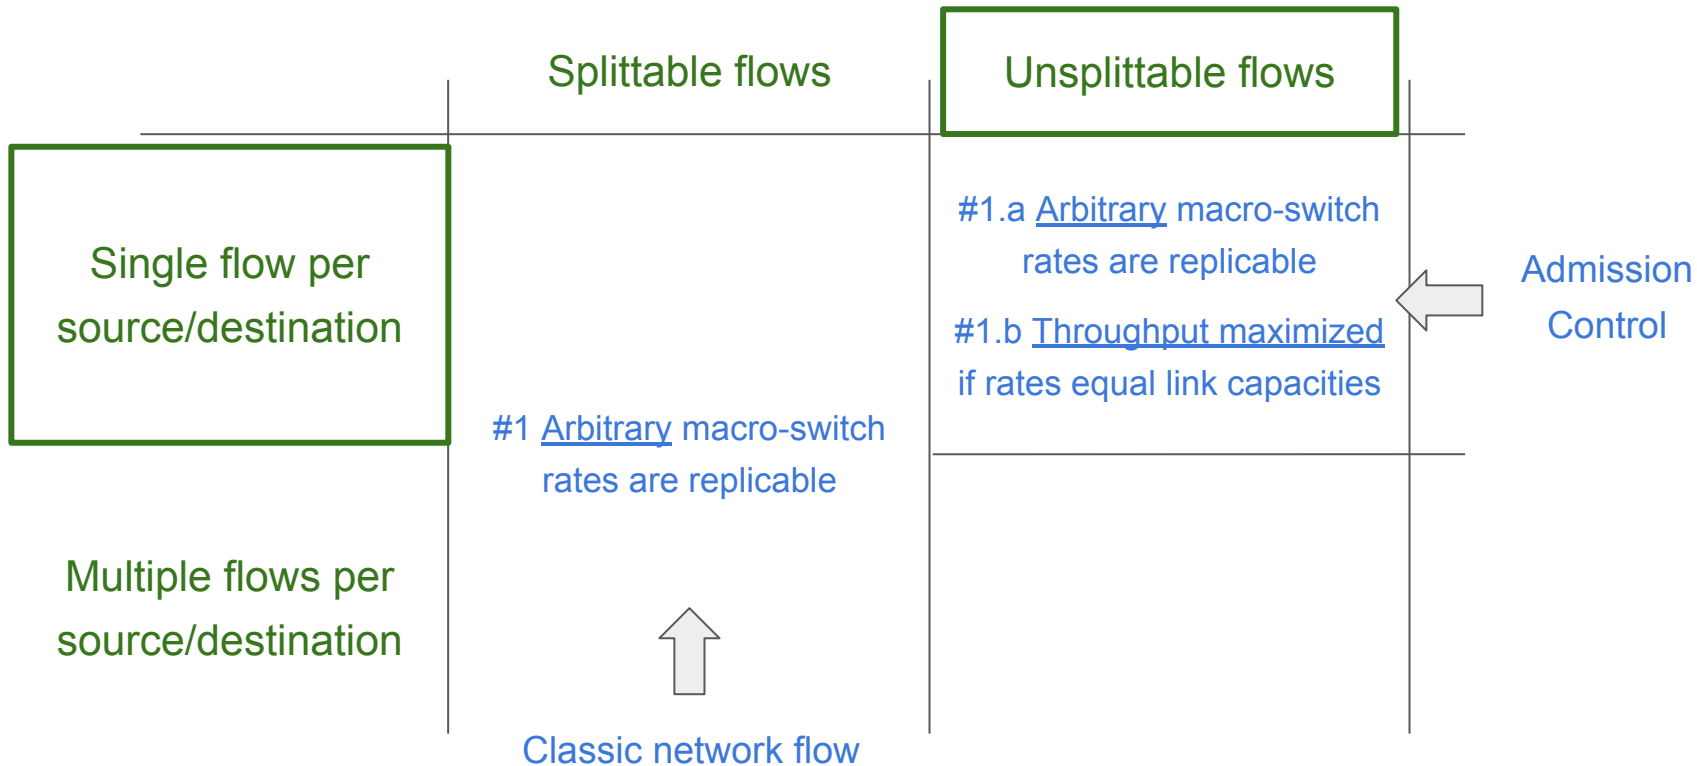 Splittable flows
Unsplittable flows
Single flow per
source/destination
#1.a Arbitrary macro-switch
rates are replicable
#1.b Throughput maximized
if rates equal link capacities
Admission
Control
#1 Arbitrary macro-switch
rates are replicable
Multiple flows per
source/destination
Classic network flow